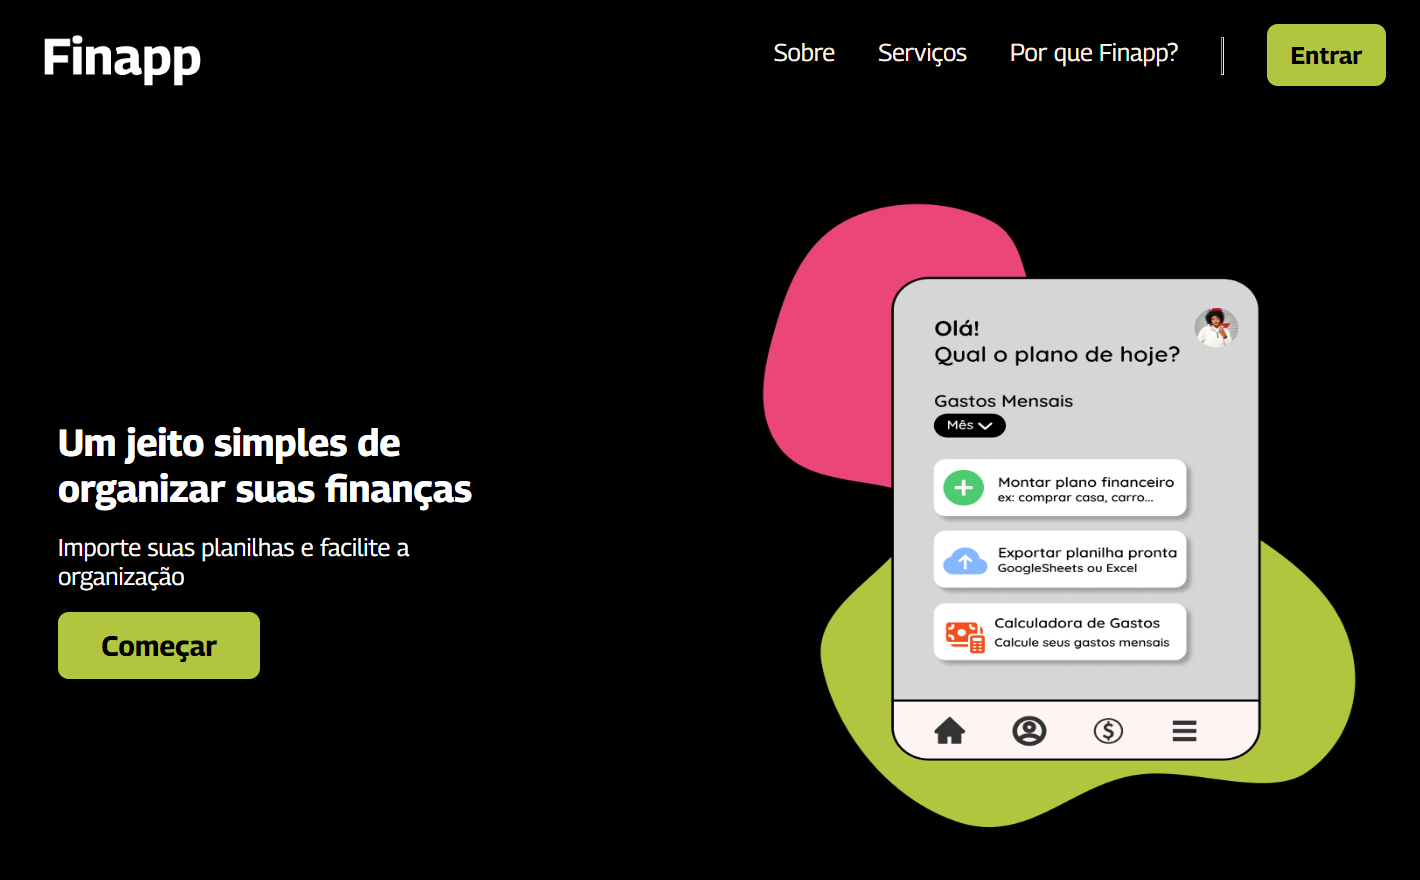 Finapp
Sobre
Serviços
Por que Finapp?
Entrar
Um jeito simples de
organizar suas finanças
Importe suas planilhas e facilite a
organização
Começar
Olá!
Qual o plano de hoje?
Gastos Mensais
Mês
Montar plano financeiro
ex: comprar casa, carro...
Exportar planilha pronta
GoogleSheets ou Excel
Calculadora de Gastos
Calcule seus gastos mensais